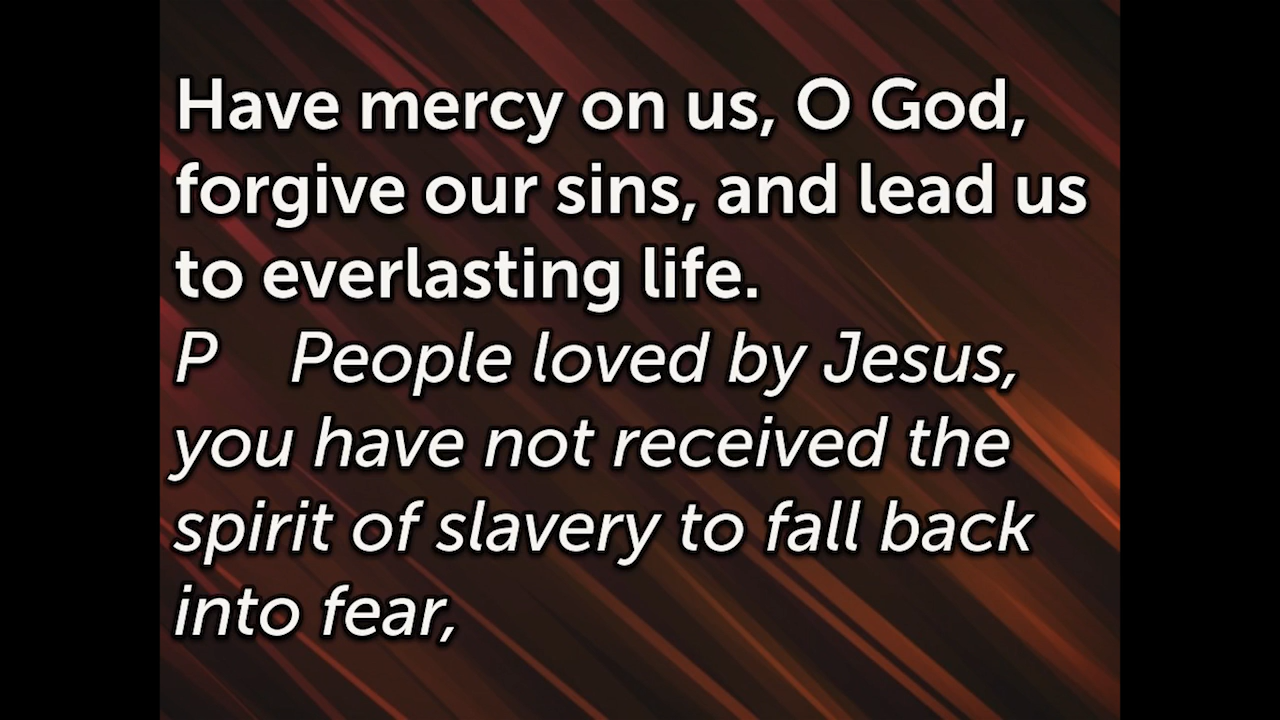 Have mercy on us, O God,
forgive our sins, and lead us
to everlasting life.
P People loved by Jesus,
you have not received the
spirit of slavery to fall back
into fear,